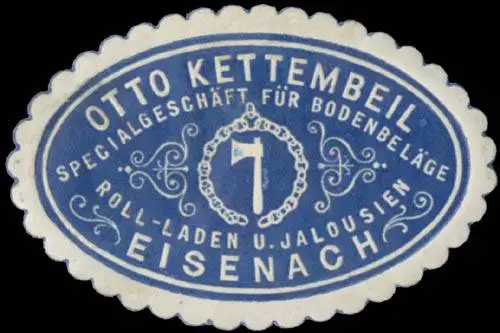 OTTO KETTEMBEIL
SPECIALGESCHÄFT FÜR BODENBELÄGE
ROLL-LADEN U. JALOUSIEN
EISENACH